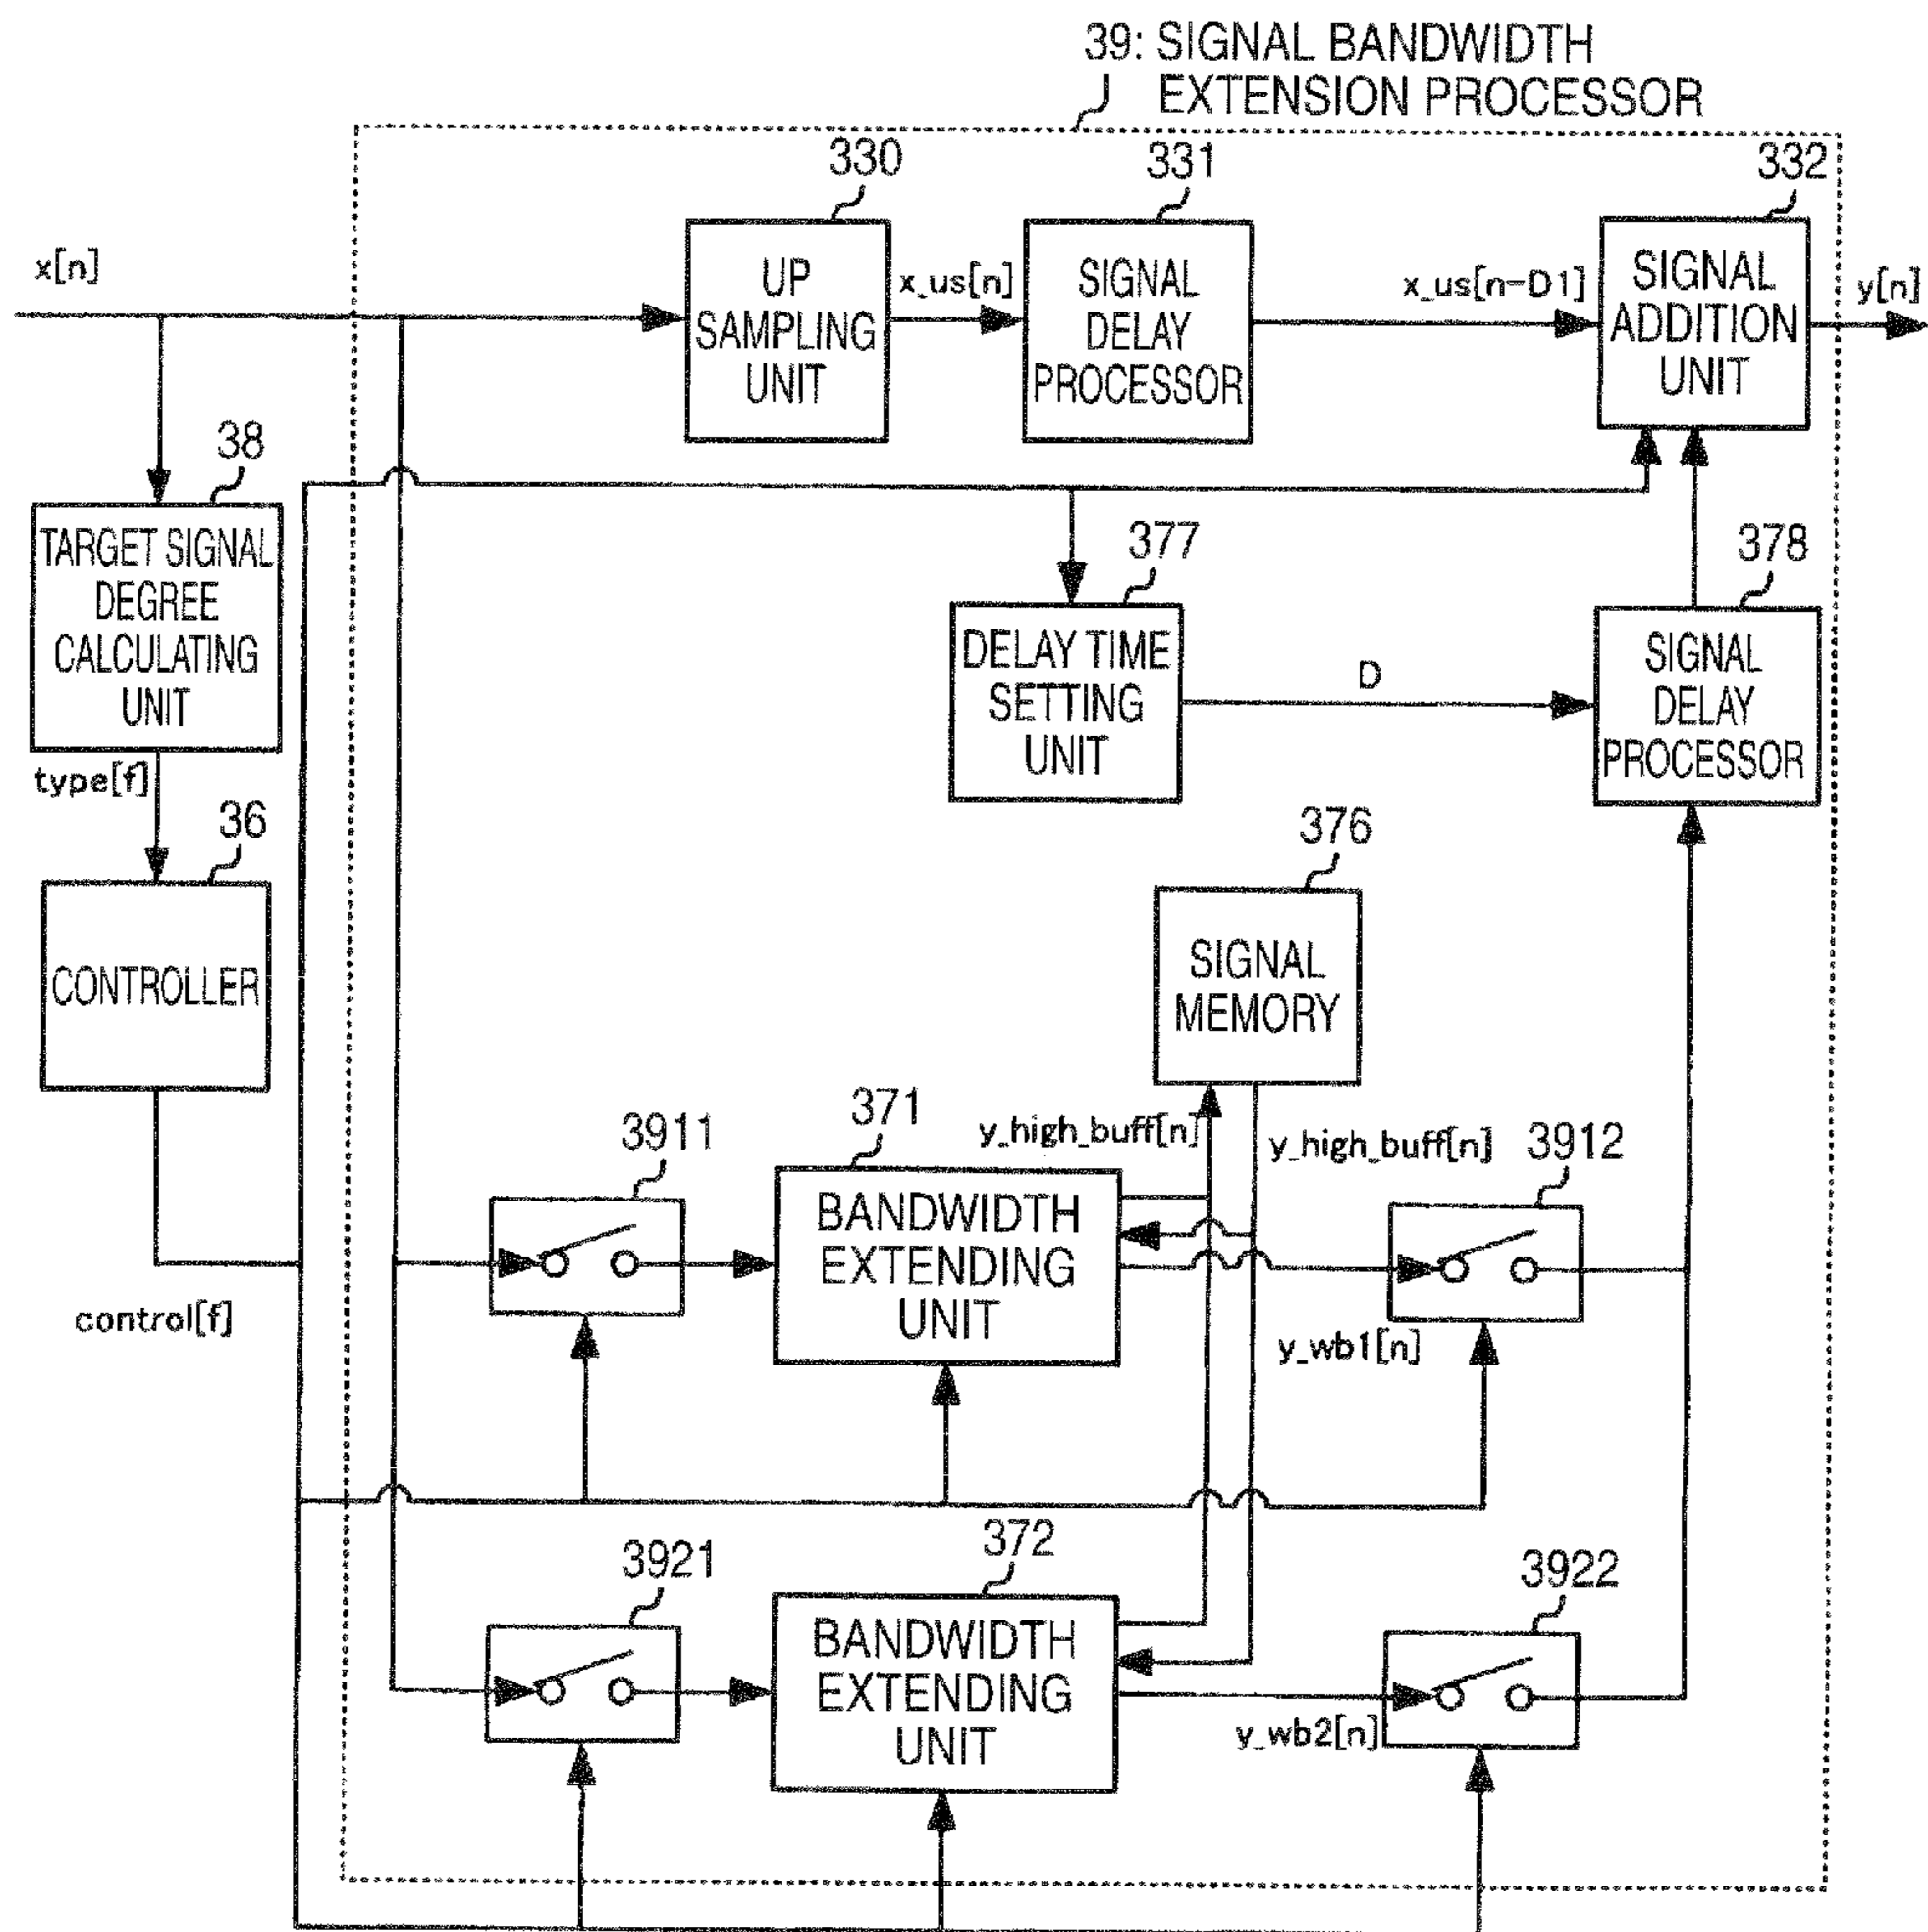 39: SIGNAL BANDWIDTH
EXTENSION PROCESSOR
330
331
332
x[n]
UP
SAMPLING
UNIT
x_us[n]
SIGNAL
DELAY
PROCESSOR
x_us[n-D1]
SIGNAL
ADDITION
UNIT
y[n]
38
TARGET SIGNAL
DEGREE
CALCULATING
UNIT
377
378
DELAY TIME
SETTING
UNIT
D
SIGNAL
DELAY
PROCESSOR
type[f]
36
376
CONTROLLER
SIGNAL
MEMORY
3911
371
y_high_buff[n]
y_high_buff[n]
3912
BANDWIDTH
EXTENDING
UNIT
control[f]
y_wb1[n]
3921
372
3922
BANDWIDTH
EXTENDING
UNIT
y_wb2[n]